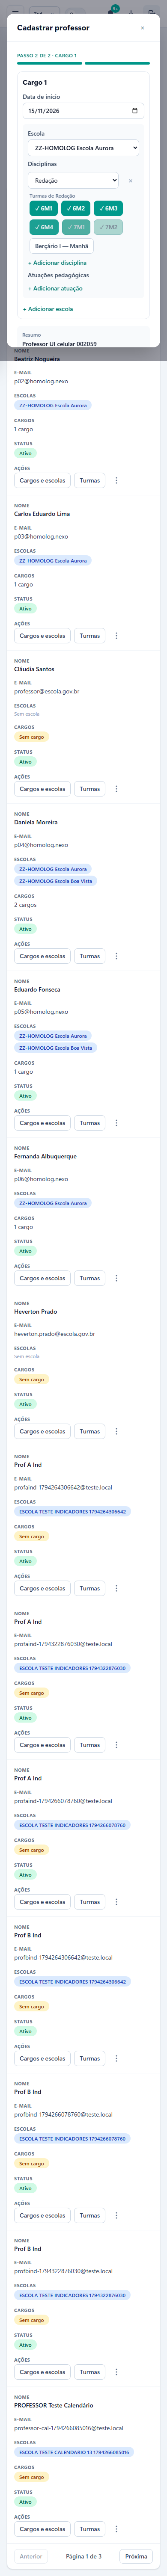 9+
Cadastrar professor
×
PASSO 2 DE 2 · CARGO 1
Cargo 1
Data de início
15/11/2026
Escola
ZZ-HOMOLOG Escola Aurora
Disciplinas
Redação
×
Turmas de Redação
✓ 6M1 ✓ 6M2 ✓ 6M3
✓ 6M4 ✓ 7M1 ✓ 7M2
Berçário I — Manhã
+ Adicionar disciplina
Atuações pedagógicas
+ Adicionar atuação
+ Adicionar escola
Resumo
Professor UI celular 002059
NOME
Beatriz Nogueira
E-MAIL
p02@homolog.nexo
ESCOLAS
ZZ-HOMOLOG Escola Aurora
CARGOS
1 cargo
STATUS
Ativo
AÇÕES
Cargos e escolas Turmas ⋮
NOME
Carlos Eduardo Lima
E-MAIL
p03@homolog.nexo
ESCOLAS
ZZ-HOMOLOG Escola Aurora
CARGOS
1 cargo
STATUS
Ativo
AÇÕES
Cargos e escolas Turmas ⋮
NOME
Cláudia Santos
E-MAIL
professor@escola.gov.br
ESCOLAS
Sem escola
CARGOS
Sem cargo
STATUS
Ativo
AÇÕES
Cargos e escolas Turmas ⋮
NOME
Daniela Moreira
E-MAIL
p04@homolog.nexo
ESCOLAS
ZZ-HOMOLOG Escola Aurora
ZZ-HOMOLOG Escola Boa Vista
CARGOS
2 cargos
STATUS
Ativo
AÇÕES
Cargos e escolas Turmas ⋮
NOME
Eduardo Fonseca
E-MAIL
p05@homolog.nexo
ESCOLAS
ZZ-HOMOLOG Escola Aurora
ZZ-HOMOLOG Escola Boa Vista
CARGOS
1 cargo
STATUS
Ativo
AÇÕES
Cargos e escolas Turmas ⋮
NOME
Fernanda Albuquerque
E-MAIL
p06@homolog.nexo
ESCOLAS
ZZ-HOMOLOG Escola Aurora
CARGOS
1 cargo
STATUS
Ativo
AÇÕES
Cargos e escolas Turmas ⋮
NOME
Heverton Prado
E-MAIL
heverton.prado@escola.gov.br
ESCOLAS
Sem escola
CARGOS
Sem cargo
STATUS
Ativo
AÇÕES
Cargos e escolas Turmas ⋮
NOME
Prof A Ind
E-MAIL
profaind-1794264306642@teste.local
ESCOLAS
ESCOLA TESTE INDICADORES 1794264306642
CARGOS
Sem cargo
STATUS
Ativo
AÇÕES
Cargos e escolas Turmas ⋮
NOME
Prof A Ind
E-MAIL
profaind-1794322876030@teste.local
ESCOLAS
ESCOLA TESTE INDICADORES 1794322876030
CARGOS
Sem cargo
STATUS
Ativo
AÇÕES
Cargos e escolas Turmas ⋮
NOME
Prof A Ind
E-MAIL
profaind-1794266078760@teste.local
ESCOLAS
ESCOLA TESTE INDICADORES 1794266078760
CARGOS
Sem cargo
STATUS
Ativo
AÇÕES
Cargos e escolas Turmas ⋮
NOME
Prof B Ind
E-MAIL
profbind-1794264306642@teste.local
ESCOLAS
ESCOLA TESTE INDICADORES 1794264306642
CARGOS
Sem cargo
STATUS
Ativo
AÇÕES
Cargos e escolas Turmas ⋮
NOME
Prof B Ind
E-MAIL
profbind-1794266078760@teste.local
ESCOLAS
ESCOLA TESTE INDICADORES 1794266078760
CARGOS
Sem cargo
STATUS
Ativo
AÇÕES
Cargos e escolas Turmas ⋮
NOME
Prof B Ind
E-MAIL
profbind-1794322876030@teste.local
ESCOLAS
ESCOLA TESTE INDICADORES 1794322876030
CARGOS
Sem cargo
STATUS
Ativo
AÇÕES
Cargos e escolas Turmas ⋮
NOME
PROFESSOR Teste Calendário
E-MAIL
professor-cal-1794266085016@teste.local
ESCOLAS
ESCOLA TESTE CALENDARIO 13 1794266085016
CARGOS
Sem cargo
STATUS
Ativo
AÇÕES
Cargos e escolas Turmas ⋮
Anterior Página 1 de 3 Próxima